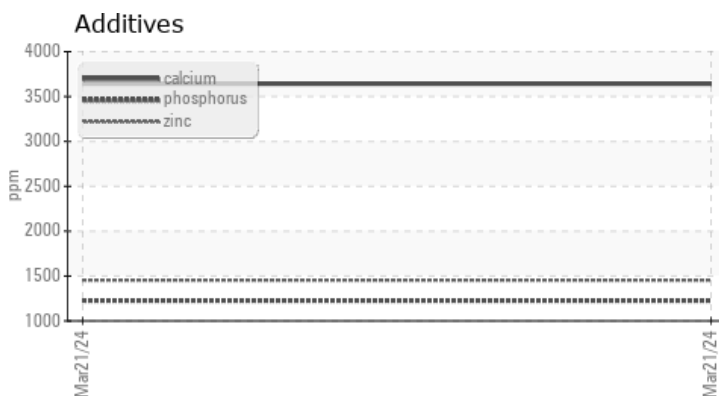 Additives
4000
3500
3000
2500
2000
1500
1000
ppm
calcium
phosphorus
zinc
Mar21/24
Mar21/24